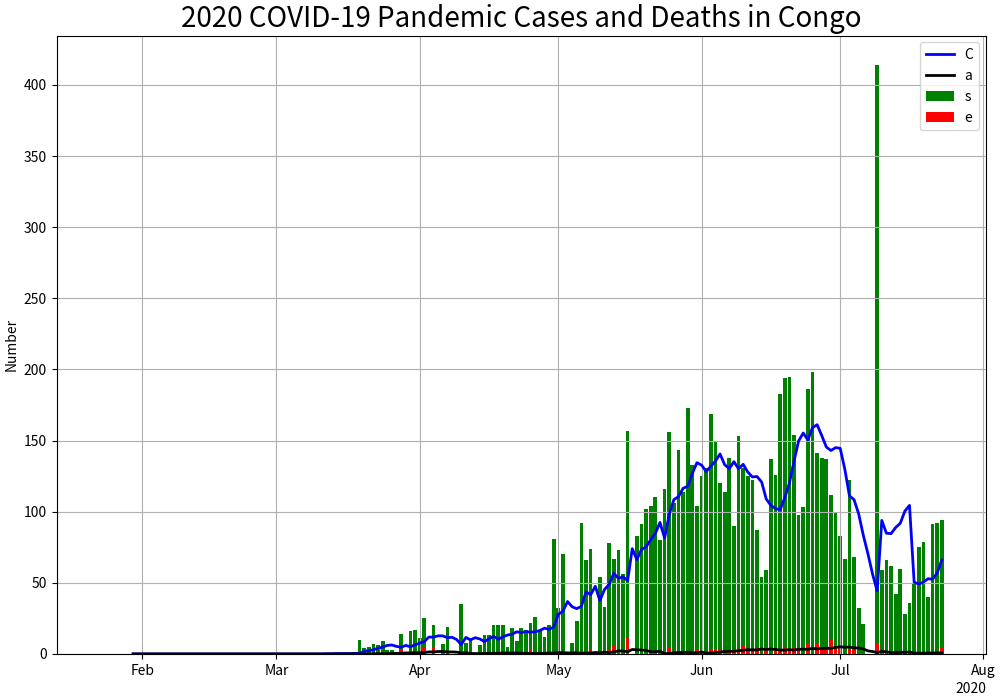 2020 COVID-19 Pandemic Cases and Deaths in Congo
C
a
s
e
Number
400
350
300
250
200
150
100
50
0
Feb Mar Apr May Jun Jul Aug
2020